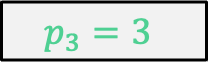 p₃ = 3